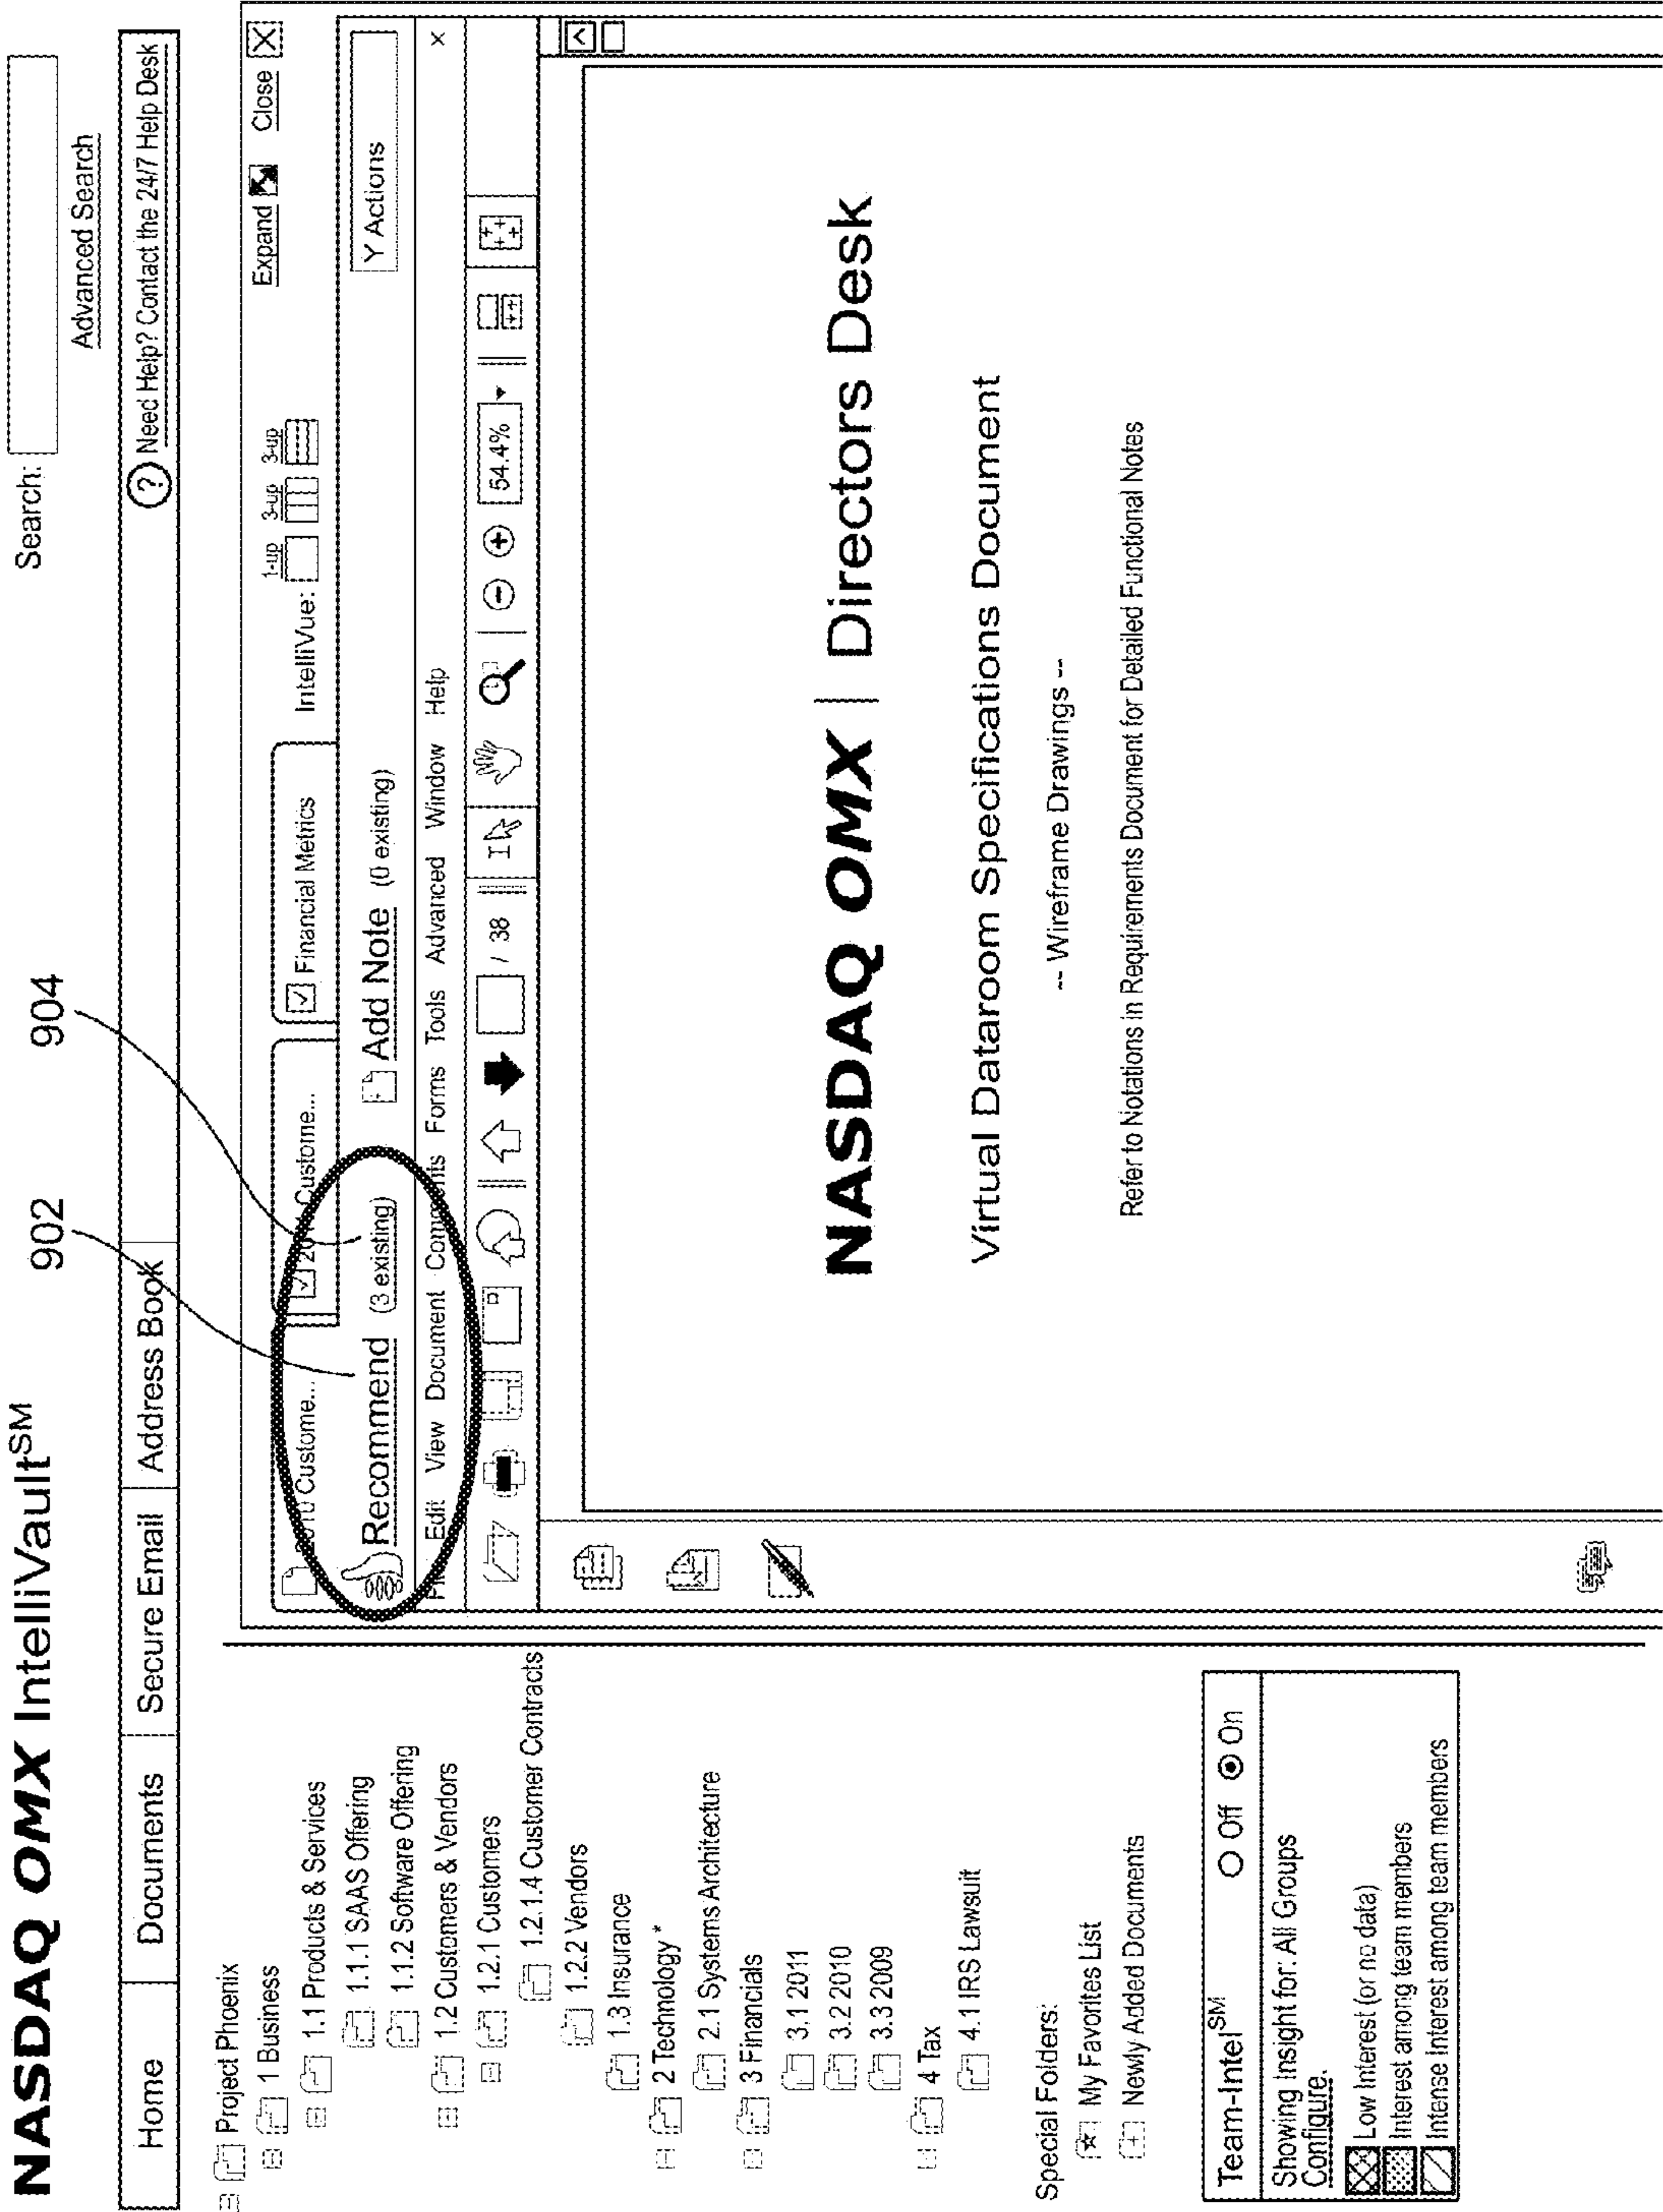 NASDAQ OMX IntelliVault℠
Search:
Advanced Search
902
904
Home Documents Secure Email Address Book
? Need Help? Contact the 24/7 Help Desk
Project Phoenix
1 Business
1.1 Products & Services
1.1.1 SAAS Offering
1.1.2 Software Offering
1.2 Customers & Vendors
1.2.1 Customers
1.2.1.4 Customer Contracts
1.2.2 Vendors
1.3 Insurance
2 Technology *
2.1 Systems Architecture
3 Financials
3.1 2011
3.2 2010
3.3 2009
4 Tax
4.1 IRS Lawsuit
Special Folders:
My Favorites List
Newly Added Documents
Team-Intel℠ Off On
Showing Insight for: All Groups
Configure:
Low Interest (or no data)
Interest among team members
Intense Interest among team members
Expand Close X
1-up 3-up 3-up
2010 Custome... Custome... Financial Metrics IntelliVue:
Recommend (3 existing) Add Note (0 existing) Y Actions
Edit View Document Comments Forms Tools Advanced Window Help x
/ 38 54.4%
NASDAQ OMX | Directors Desk
Virtual Dataroom Specifications Document
-- Wireframe Drawings --
Refer to Notations in Requirements Document for Detailed Functional Notes